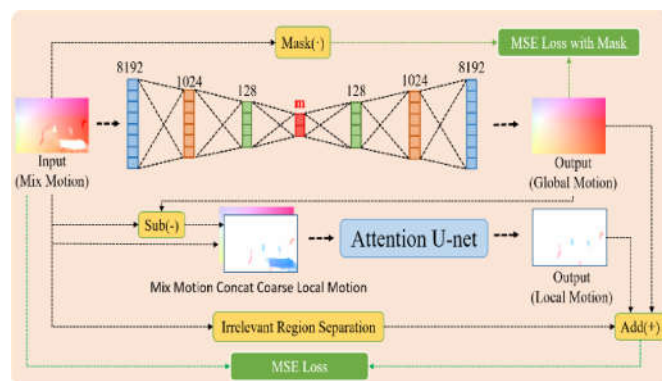 Mask(·)
MSE Loss with Mask
8192
1024
128
m
128
1024
8192
Input
(Mix Motion)
Output
(Global Motion)
Sub(-)
Attention U-net
Mix Motion Concat Coarse Local Motion
Output
(Local Motion)
Irrelevant Region Separation
Add(+)
MSE Loss